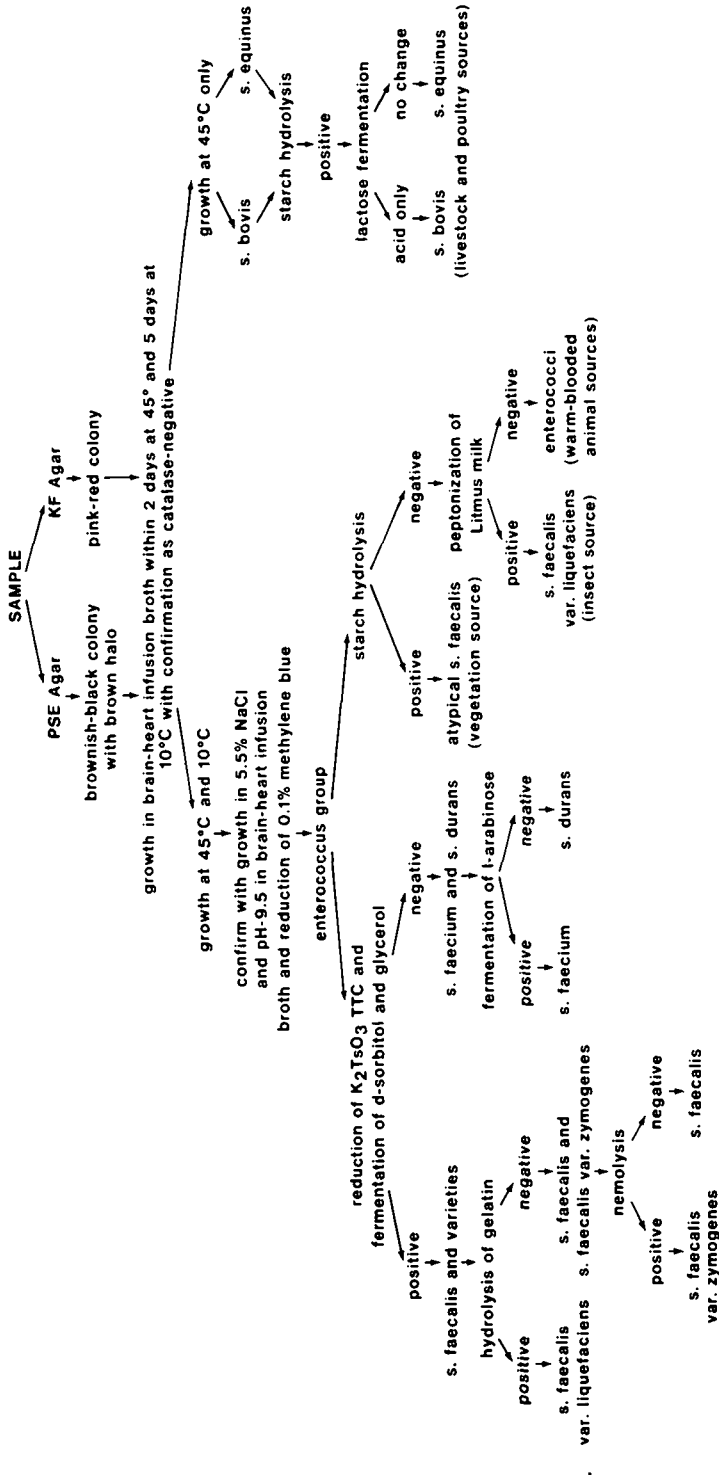 SAMPLE
PSE Agar
KF Agar
brownish-black colony
with brown halo
pink-red colony
growth in brain-heart infusion broth within 2 days at 45° and 5 days at
10°C with confirmation as catalase-negative
growth at 45°C and 10°C
growth at 45°C only
confirm with growth in 5.5% NaCl
and pH-9.5 in brain-heart infusion
broth and reduction of 0.1% methylene blue
s. bovis
s. equinus
starch hydrolysis
positive
lactose fermentation
acid only
no change
s. bovis
s. equinus
(livestock and poultry sources)
enterococcus group
reduction of K2TsO3 TTC and
fermentation of d-sorbitol and glycerol
starch hydrolysis
positive
negative
positive
negative
s. faecalis and varieties
s. faecium and s. durans
atypical s. faecalis
(vegetation source)
peptonization of
Litmus milk
hydrolysis of gelatin
fermentation of l-arabinose
positive
negative
positive
negative
positive
negative
s. faecalis
var. liquefaciens
s. faecalis and
s. faecalis var. zymogenes
s. faecium
s. durans
s. faecalis
var. liquefaciens
(insect source)
enterococci
(warm-blooded
animal sources)
nemolysis
positive
negative
s. faecalis
var. zymogenes
s. faecalis